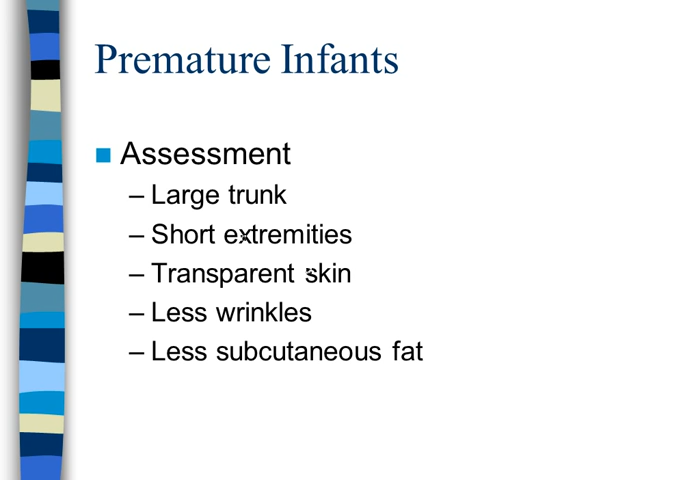 Premature Infants
Assessment
– Large trunk
– Short extremities
– Transparent skin
– Less wrinkles
– Less subcutaneous fat